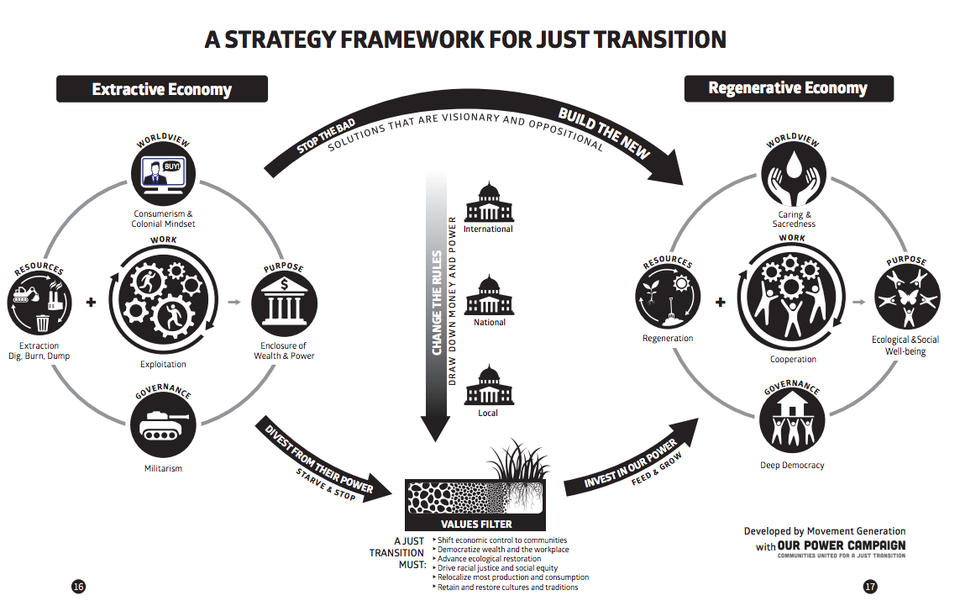 A STRATEGY FRAMEWORK FOR JUST TRANSITION
Extractive Economy
Regenerative Economy
STOP THE BAD
BUILD THE NEW
SOLUTIONS THAT ARE VISIONARY AND OPPOSITIONAL
WORLDVIEW
BUY!
Consumerism &
Colonial Mindset
RESOURCES
Extraction
Dig, Burn, Dump
+
WORK
Exploitation
PURPOSE
$
Enclosure of
Wealth & Power
GOVERNANCE
Militarism
CHANGE THE RULES
DRAW DOWN MONEY AND POWER
International
National
Local
WORLDVIEW
Caring &
Sacredness
RESOURCES
Regeneration
+
WORK
Cooperation
PURPOSE
Ecological & Social
Well-being
GOVERNANCE
Deep Democracy
DIVEST FROM THEIR POWER
STARVE & STOP
INVEST IN OUR POWER
FEED & GROW
VALUES FILTER
A JUST
TRANSITION
MUST:
Shift economic control to communities
Democratize wealth and the workplace
Advance ecological restoration
Drive racial justice and social equity
Relocalize most production and consumption
Retain and restore cultures and traditions
Developed by Movement Generation
with OUR POWER CAMPAIGN
COMMUNITIES UNITED FOR A JUST TRANSITION
16
17